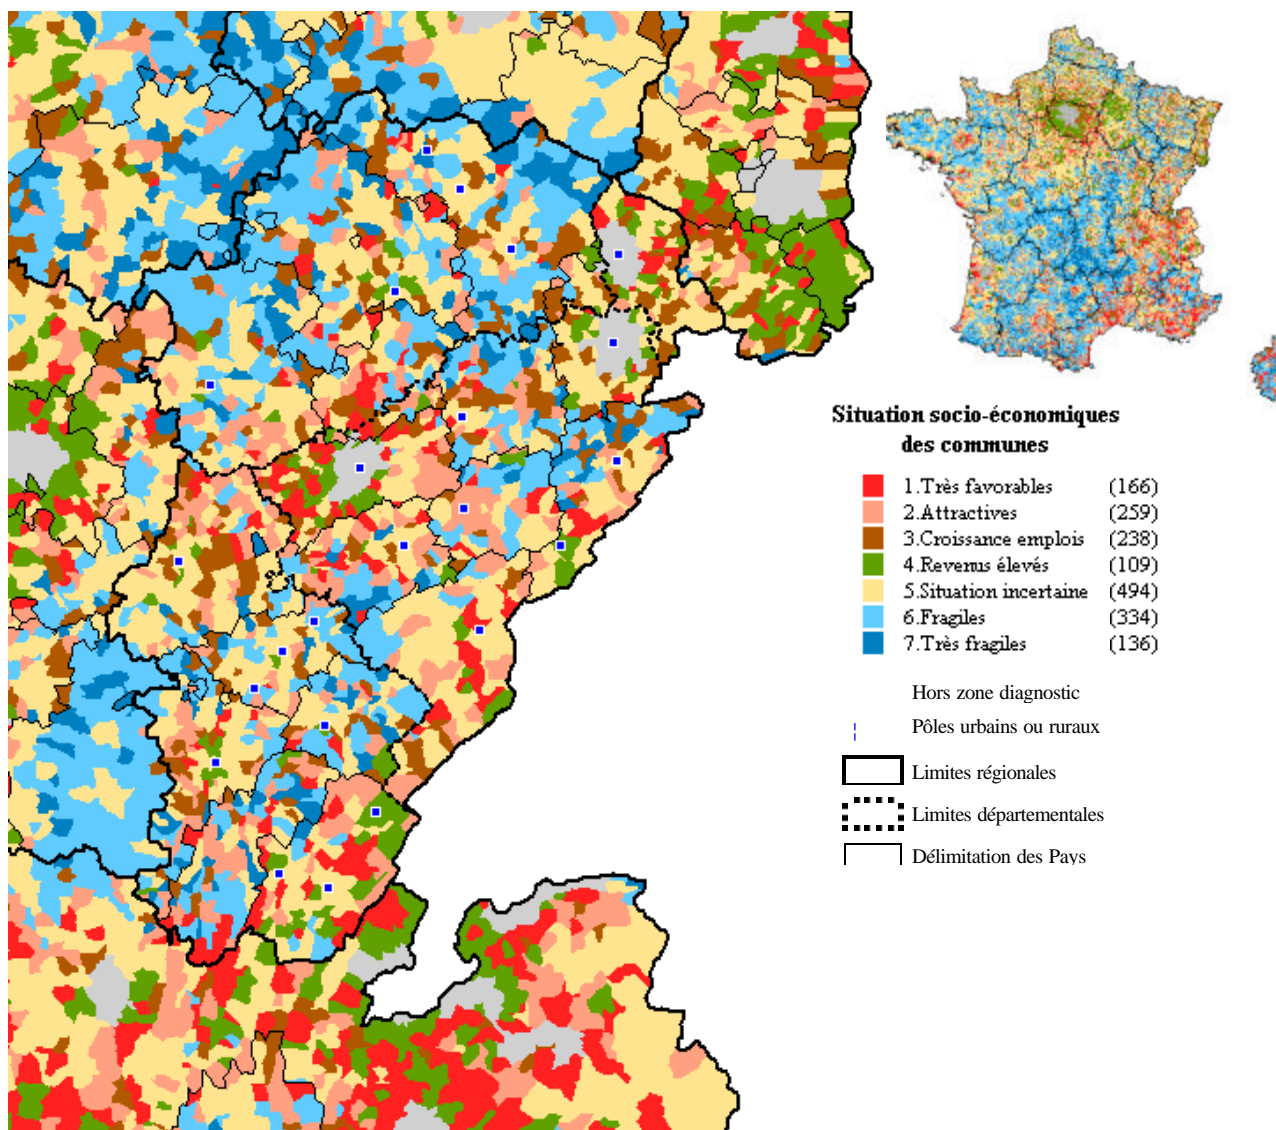 Situation socio-économiques
des communes
1.Très favorables (166)
2.Attractives (259)
3.Croissance emplois (238)
4.Revenus élevés (109)
5.Situation incertaine (494)
6.Fragiles (334)
7.Très fragiles (136)
Hors zone diagnostic
Pôles urbains ou ruraux
Limites régionales
Limites départementales
Délimitation des Pays